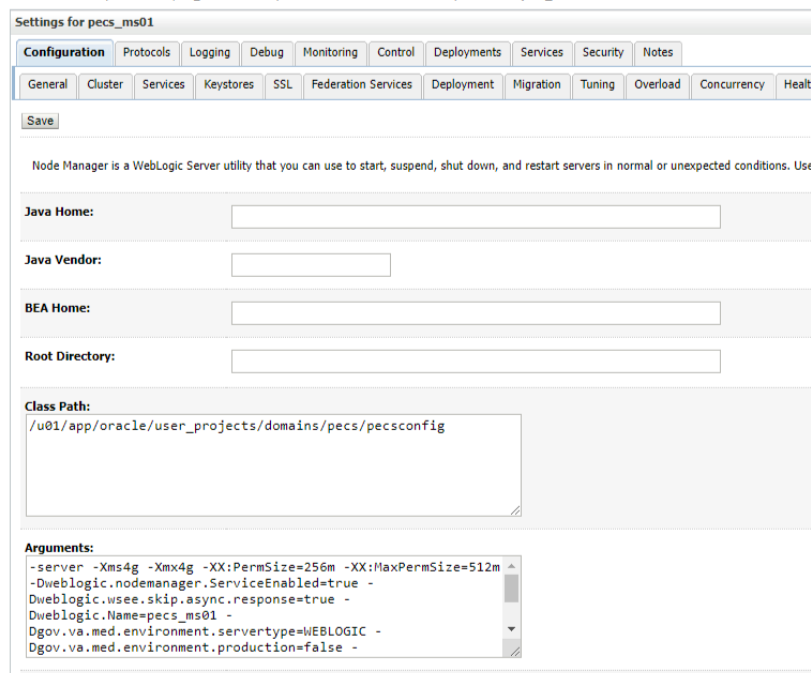 Settings for pecs_ms01
Configuration Protocols Logging Debug Monitoring Control Deployments Services Security Notes
General Cluster Services Keystores SSL Federation Services Deployment Migration Tuning Overload Concurrency Healt
Save
Node Manager is a WebLogic Server utility that you can use to start, suspend, shut down, and restart servers in normal or unexpected conditions. Use
Java Home:
Java Vendor:
BEA Home:
Root Directory:
Class Path:
/u01/app/oracle/user_projects/domains/pecs/pecsconfig
Arguments:
-server -Xms4g -Xmx4g -XX:PermSize=256m -XX:MaxPermSize=512m
-Dweblogic.nodemanager.ServiceEnabled=true -
Dweblogic.wsee.skip.async.response=true -
Dweblogic.Name=pecs_ms01 -
Dgov.va.med.environment.servertype=WEBLOGIC -
Dgov.va.med.environment.production=false -